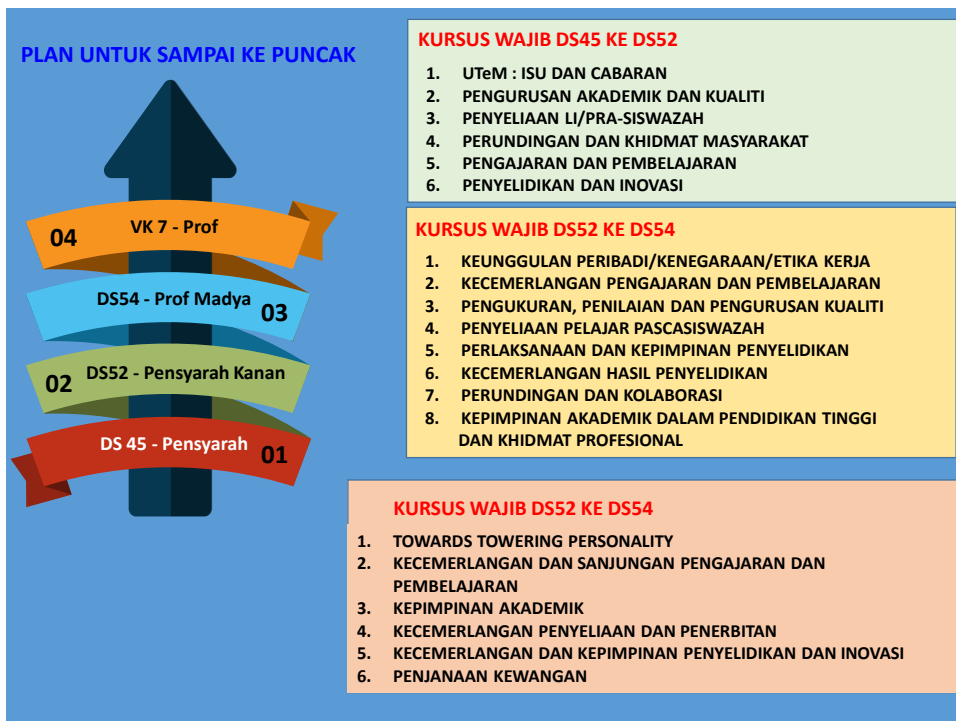 PLAN UNTUK SAMPAI KE PUNCAK
04
VK 7 - Prof
DS54 - Prof Madya
03
02
DS52 - Pensyarah Kanan
DS 45 - Pensyarah
01
KURSUS WAJIB DS45 KE DS52
1. UTeM : ISU DAN CABARAN
2. PENGURUSAN AKADEMIK DAN KUALITI
3. PENYELIAAN LI/PRA-SISWAZAH
4. PERUNDINGAN DAN KHIDMAT MASYARAKAT
5. PENGAJARAN DAN PEMBELAJARAN
6. PENYELIDIKAN DAN INOVASI
KURSUS WAJIB DS52 KE DS54
1. KEUNGGULAN PERIBADI/KENEGARAAN/ETIKA KERJA
2. KECEMERLANGAN PENGAJARAN DAN PEMBELAJARAN
3. PENGUKURAN, PENILAIAN DAN PENGURUSAN KUALITI
4. PENYELIAAN PELAJAR PASCASISWAZAH
5. PERLAKSANAAN DAN KEPIMPINAN PENYELIDIKAN
6. KECEMERLANGAN HASIL PENYELIDIKAN
7. PERUNDINGAN DAN KOLABORASI
8. KEPIMPINAN AKADEMIK DALAM PENDIDIKAN TINGGI
DAN KHIDMAT PROFESIONAL
KURSUS WAJIB DS52 KE DS54
1. TOWARDS TOWERING PERSONALITY
2. KECEMERLANGAN DAN SANJUNGAN PENGAJARAN DAN
PEMBELAJARAN
3. KEPIMPINAN AKADEMIK
4. KECEMERLANGAN PENYELIAAN DAN PENERBITAN
5. KECEMERLANGAN DAN KEPIMPINAN PENYELIDIKAN DAN INOVASI
6. PENJANAAN KEWANGAN